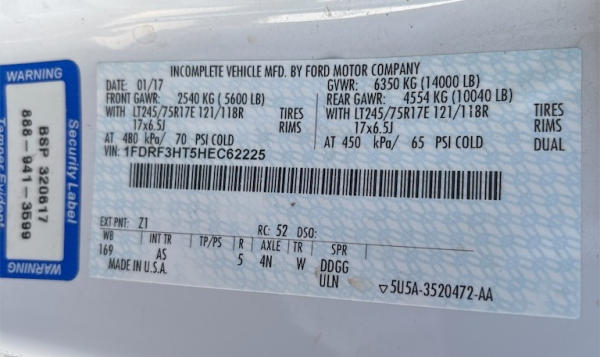 WARNING
BSP 320617
888-941-3599
Security Label
Tamper Evident
WARNING
INCOMPLETE VEHICLE MFD. BY FORD MOTOR COMPANY
DATE: 01/17 GVWR: 6350 KG (14000 LB)
FRONT GAWR: 2540 KG (5600 LB) REAR GAWR: 4554 KG (10040 LB)
WITH LT245/75R17E 121/118R TIRES WITH LT245/75R17E 121/118R TIRES
17x6.5J RIMS 17x6.5J RIMS
AT 480 kPa/ 70 PSI COLD AT 450 kPa/ 65 PSI COLD DUAL
VIN: 1FDRF3HT5HEC62225
EXT PNT: Z1 RC: 52 DSO:
WB INT TR TP/PS R AXLE TR SPR
169 AS 5 4N W DDGG
MADE IN U.S.A. ULN ▽5U5A-3520472-AA